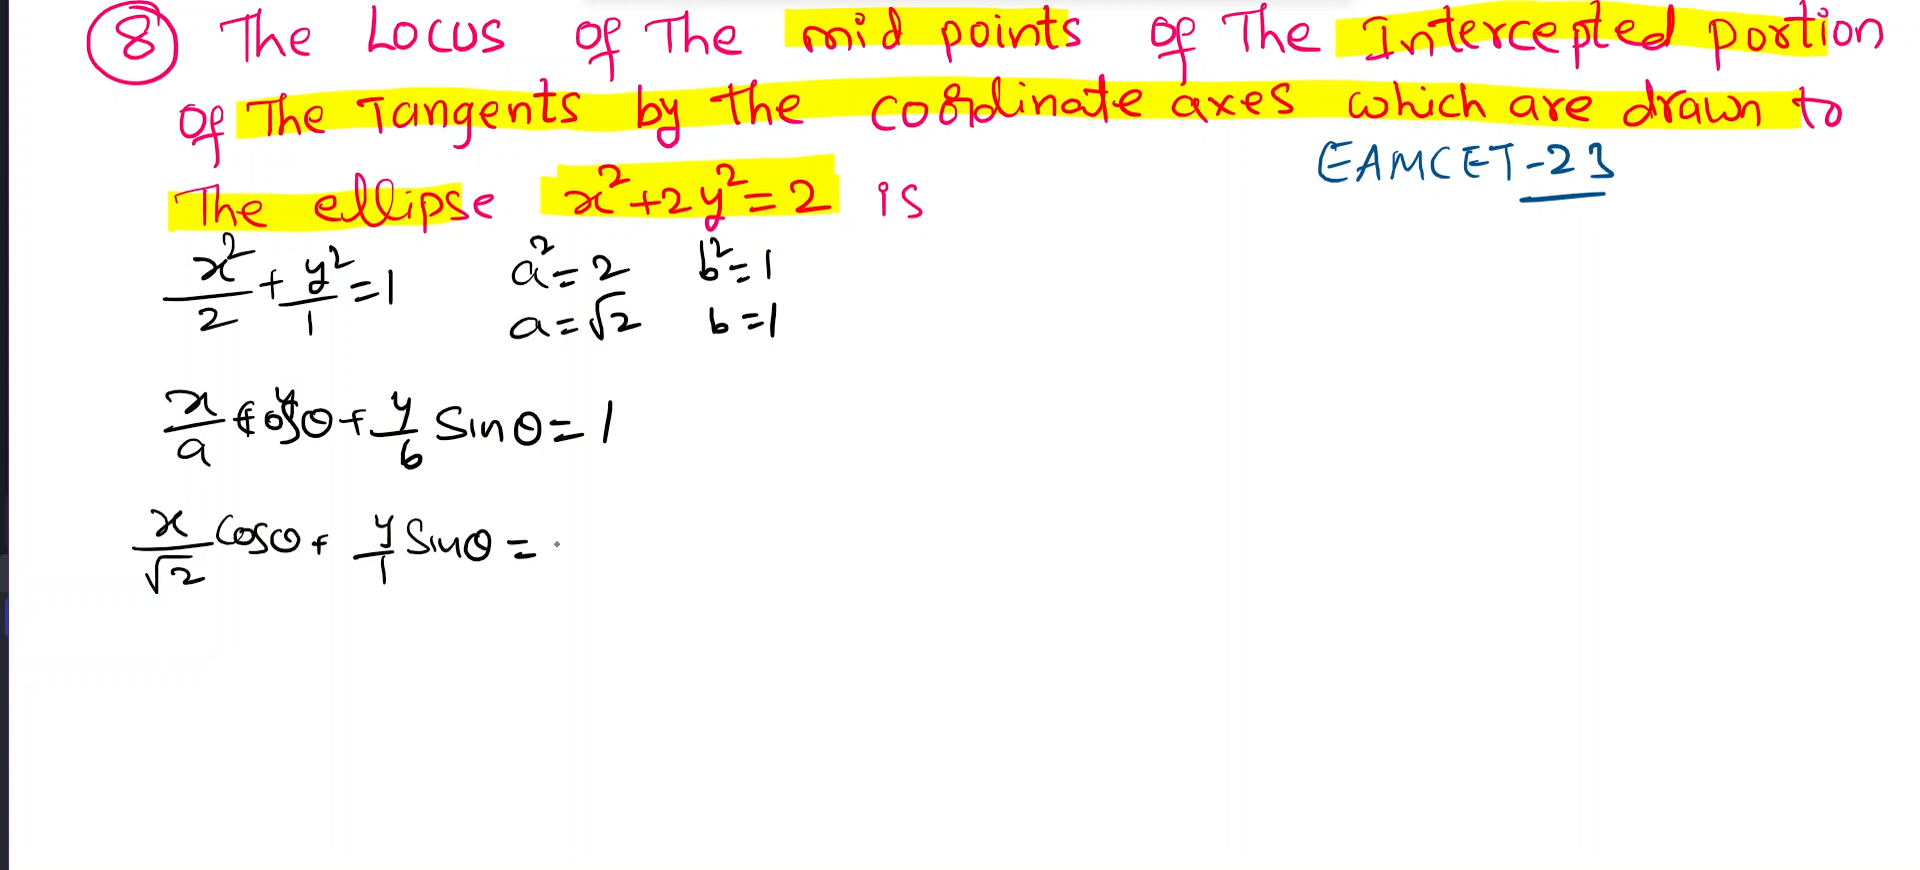 ⑧ The Locus of The mid points of The Intercepted portion
of The Tangents by the coordinate axes which are drawn to
EAMCET-23
The ellipse x²+2y²=2 is
x²/2 + y²/1 = 1 a²=2 b²=1
a=√2 b=1
x/a cosθ + y/b Sinθ = 1
x/√2 Cosθ + y/1 Sinθ =